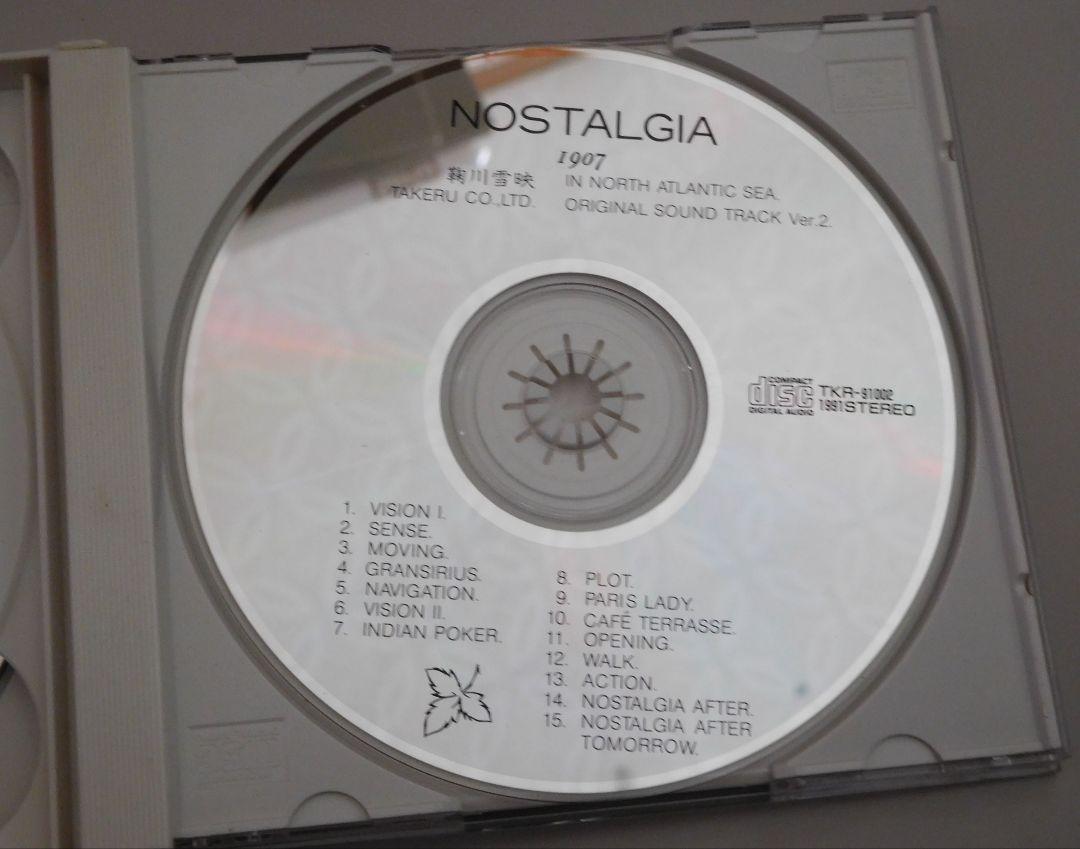 NOSTALGIA
1907
鞠川雪映
TAKERU CO.,LTD.
IN NORTH ATLANTIC SEA.
ORIGINAL SOUND TRACK Ver.2.
COMPACT
disc
DIGITAL AUDIO
TKR-91002
1991 STEREO
1. VISION I.
2. SENSE.
3. MOVING.
4. GRANSIRIUS.
5. NAVIGATION.
6. VISION II.
7. INDIAN POKER.
8. PLOT.
9. PARIS LADY.
10. CAFÉ TERRASSE.
11. OPENING.
12. WALK.
13. ACTION.
14. NOSTALGIA AFTER.
15. NOSTALGIA AFTER
TOMORROW.